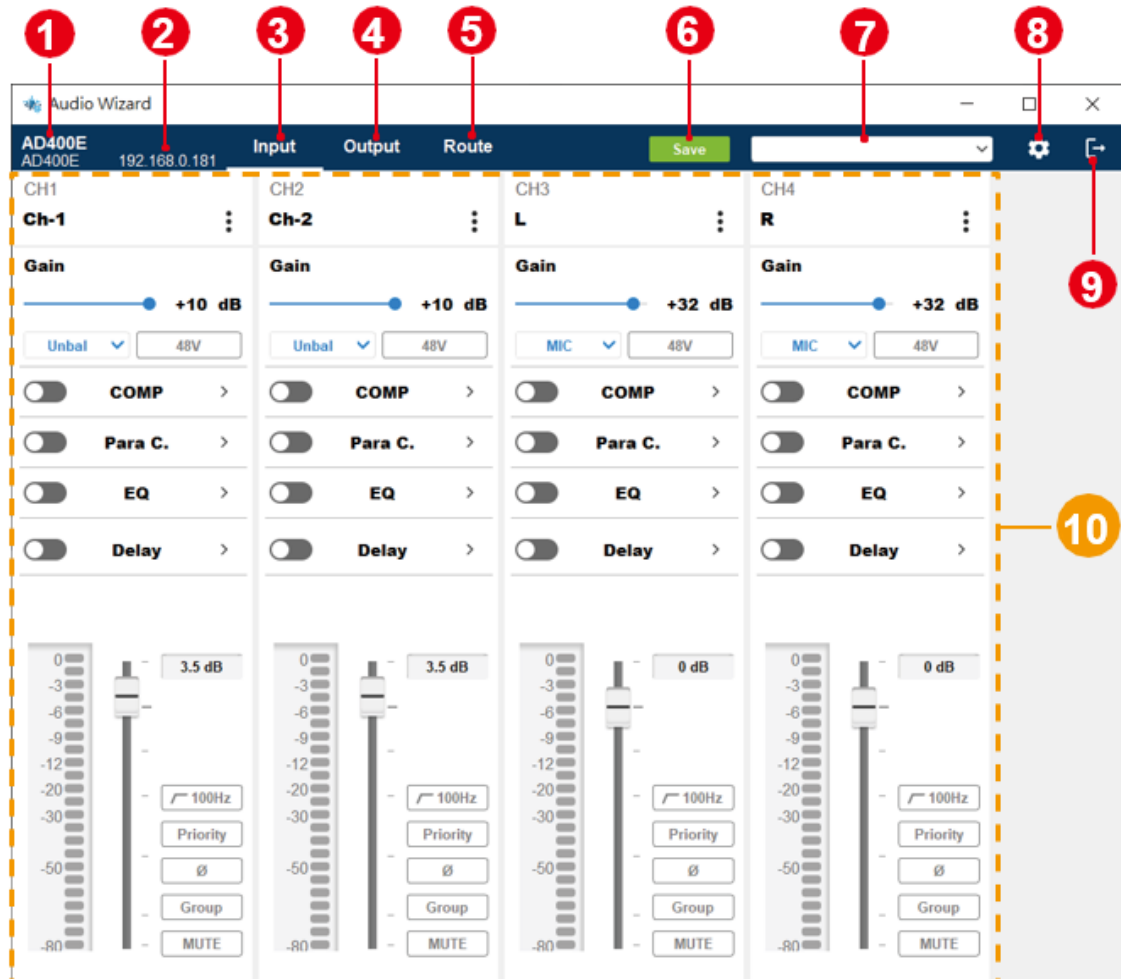 1 2 3 4 5 6 7 8
Audio Wizard
AD400E Input Output Route Save
AD400E 192.168.0.181
9
CH1 CH2 CH3 CH4
Ch-1 Ch-2 L R
Gain Gain Gain Gain
+10 dB +10 dB +32 dB +32 dB
Unbal 48V Unbal 48V MIC 48V MIC 48V
COMP COMP COMP COMP
Para C. Para C. Para C. Para C.
EQ EQ EQ EQ
10
Delay Delay Delay Delay
0 3.5 dB 0 3.5 dB 0 0 dB 0 0 dB
-3 -3 -3 -3
-6 -6 -6 -6
-9 -9 -9 -9
-12 -12 -12 -12
-20 100Hz -20 100Hz -20 100Hz -20 100Hz
-30 -30 -30 -30
Priority Priority Priority Priority
-50 Ø -50 Ø -50 Ø -50 Ø
Group Group Group Group
-80 MUTE -80 MUTE -80 MUTE -80 MUTE